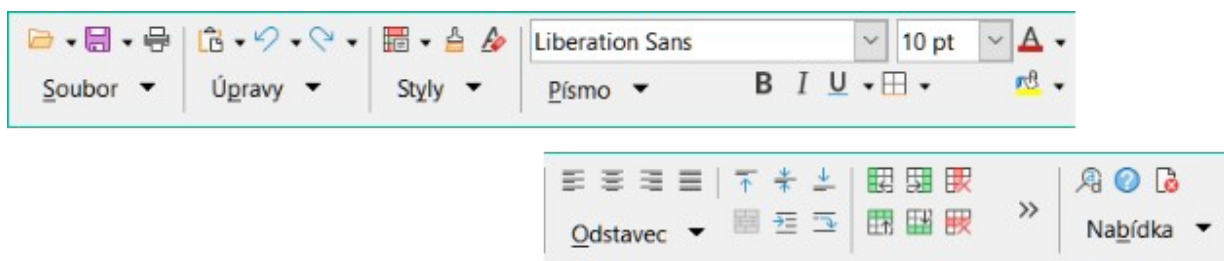 Liberation Sans 10 pt
Soubor Úpravy Styly Písmo B I U
Odstavec Nabídka